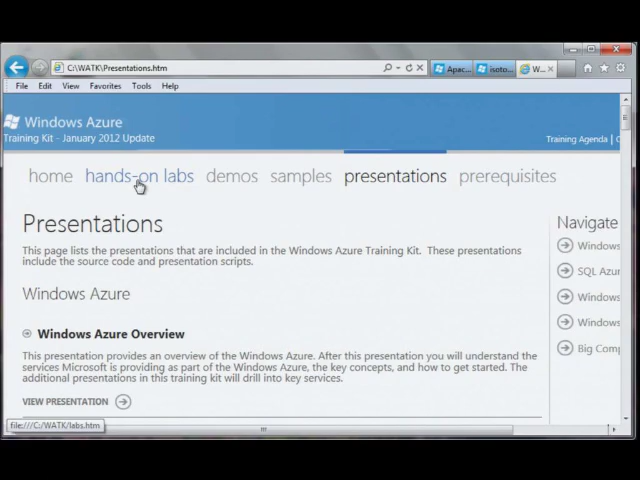 C:\WATK\Presentations.htm
Apac...
isoto...
W...
File Edit View Favorites Tools Help
Windows Azure
Training Kit - January 2012 Update
Training Agenda |
home hands-on labs demos samples presentations prerequisites
Presentations
This page lists the presentations that are included in the Windows Azure Training Kit. These presentations
include the source code and presentation scripts.
Windows Azure
Windows Azure Overview
This presentation provides an overview of the Windows Azure. After this presentation you will understand the
services Microsoft is providing as part of the Windows Azure, the key concepts, and how to get started. The
additional presentations in this training kit will drill into key services.
VIEW PRESENTATION
Navigate
Windows
SQL Azur
Windows
Windows
Big Comp
file:///C:/WATK/labs.htm